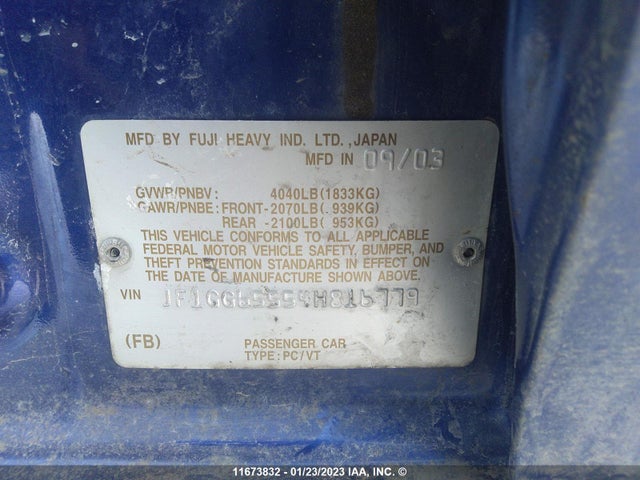 MFD BY FUJI HEAVY IND. LTD., JAPAN
MFD IN 09/03
GVWR/PNBV: 4040LB(1833KG)
GAWR/PNBE: FRONT-2070LB(.939KG)
REAR -2100LB( 953KG)
THIS VEHICLE CONFORMS TO ALL APPLICABLE
FEDERAL MOTOR VEHICLE SAFETY, BUMPER, AND
THEFT PREVENTION STANDARDS IN EFFECT ON
THE DATE OF MANUFACTURE SHOWN ABOVE.
VIN
(FB) PASSENGER CAR
TYPE: PC/VT
11673832 - 01/23/2023 IAA, INC. ©